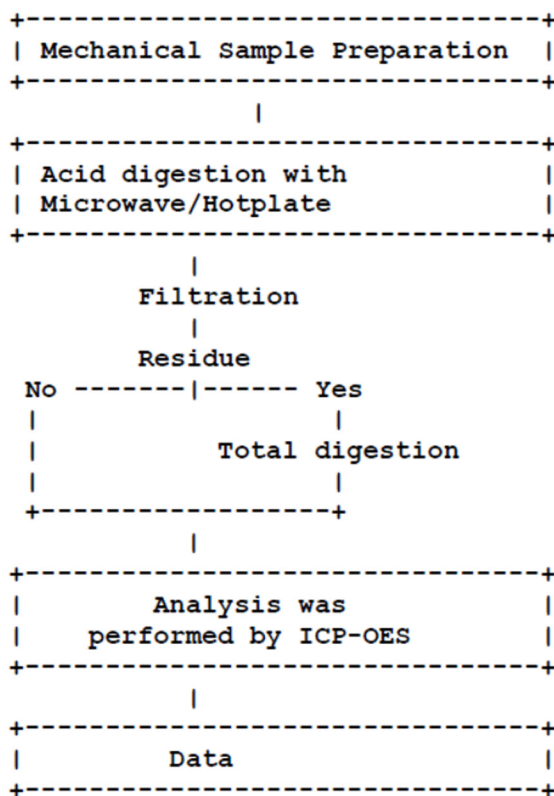 Mechanical Sample Preparation
Acid digestion with
Microwave/Hotplate
Filtration
Residue
No ------- | ------ Yes
Total digestion
Analysis was
performed by ICP-OES
Data